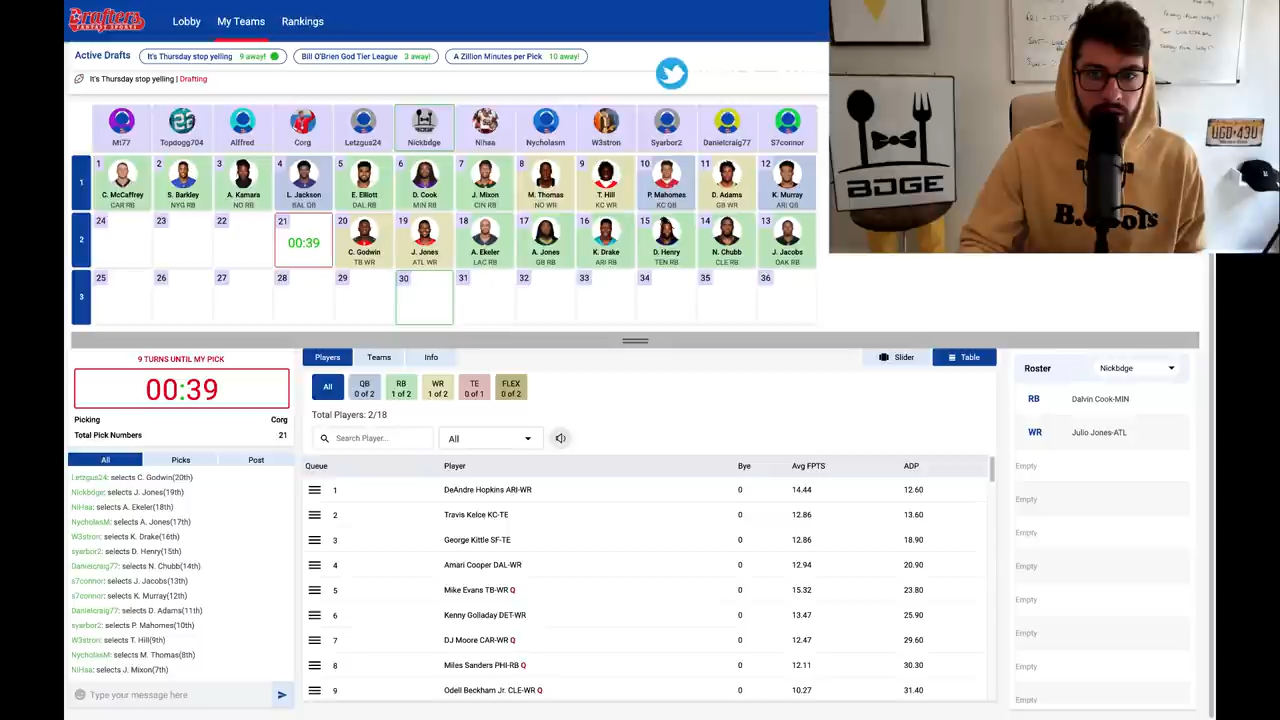 Drafters
FANTASY SPORTS
Lobby
My Teams
Rankings
Active Drafts
It's Thursday stop yelling 9 away!
Bill O'Brien God Tier League 3 away!
A Zillion Minutes per Pick 10 away!
It's Thursday stop yelling | Drafting
Mt77 Topdogg704 Allfred Corg Letzgus24 Nickbdge Nihaa Nycholasm W3stron Syarbor2 Danielcraig77 S7connor
1
1 C. McCaffrey CAR RB
2 S. Barkley NYG RB
3 A. Kamara NO RB
4 L. Jackson BAL QB
5 E. Elliott DAL RB
6 D. Cook MIN RB
7 J. Mixon CIN RB
8 M. Thomas NO WR
9 T. Hill KC WR
10 P. Mahomes KC QB
11 D. Adams GB WR
12 K. Murray ARI QB
2
24
23
22
21 00:39
20 C. Godwin TB WR
19 J. Jones ATL WR
18 A. Ekeler LAC RB
17 A. Jones GB RB
16 K. Drake ARI RB
15 D. Henry TEN RB
14 N. Chubb CLE RB
13 J. Jacobs OAK RB
3
25 26 27 28 29 30 31 32 33 34 35 36
9 TURNS UNTIL MY PICK
00:39
Picking Corg
Total Pick Numbers 21
All Picks Post
Letzgus24: selects C. Godwin(20th)
Nickbdge: selects J. Jones(19th)
NiHaa: selects A. Ekeler(18th)
NycholasM: selects A. Jones(17th)
W3stron: selects K. Drake(16th)
syarbor2: selects D. Henry(15th)
Danielcraig77: selects N. Chubb(14th)
s7connor: selects J. Jacobs(13th)
s7connor: selects K. Murray(12th)
Danielcraig77: selects D. Adams(11th)
syarbor2: selects P. Mahomes(10th)
W3stron: selects T. Hill(9th)
NycholasM: selects M. Thomas(8th)
NiHaa: selects J. Mixon(7th)
Type your message here
Players Teams Info
Slider Table
All
QB 0 of 2
RB 1 of 2
WR 1 of 2
TE 0 of 1
FLEX 0 of 2
Total Players: 2/18
Search Player...
All
Queue Player Bye Avg FPTS ADP
1 DeAndre Hopkins ARI-WR 0 14.44 12.60
2 Travis Kelce KC-TE 0 12.86 13.60
3 George Kittle SF-TE 0 12.86 18.90
4 Amari Cooper DAL-WR 0 12.94 20.90
5 Mike Evans TB-WR Q 0 15.32 23.80
6 Kenny Golladay DET-WR 0 13.47 25.90
7 DJ Moore CAR-WR Q 0 12.47 29.60
8 Miles Sanders PHI-RB Q 0 12.11 30.30
9 Odell Beckham Jr. CLE-WR Q 0 10.27 31.40
Roster Nickbdge
RB Dalvin Cook-MIN
WR Julio Jones-ATL
Empty
Empty
Empty
Empty
Empty
Empty
Empty
Empty
BDGE